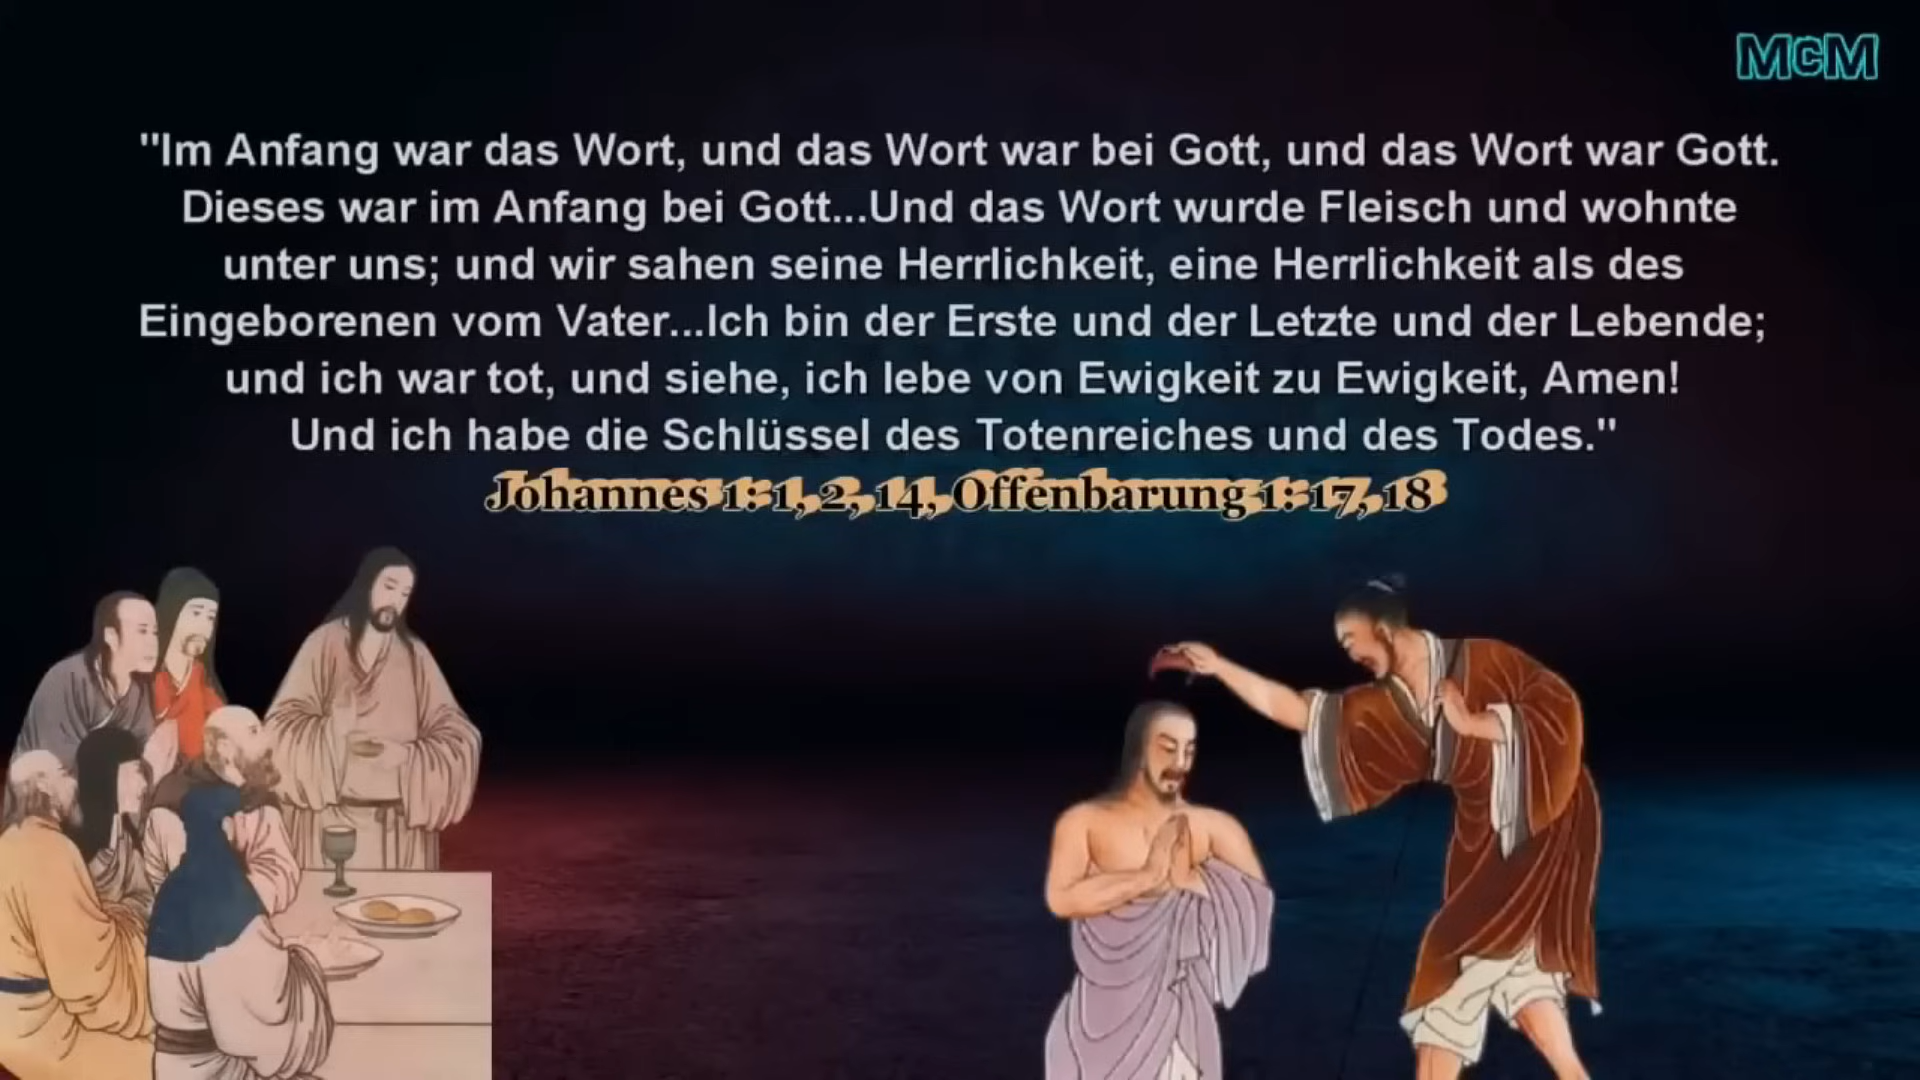 McM
"Im Anfang war das Wort, und das Wort war bei Gott, und das Wort war Gott.
Dieses war im Anfang bei Gott...Und das Wort wurde Fleisch und wohnte
unter uns; und wir sahen seine Herrlichkeit, eine Herrlichkeit als des
Eingeborenen vom Vater...Ich bin der Erste und der Letzte und der Lebende;
und ich war tot, und siehe, ich lebe von Ewigkeit zu Ewigkeit, Amen!
Und ich habe die Schlüssel des Totenreiches und des Todes."
Johannes 1:1,2,14, Offenbarung 1:17,18